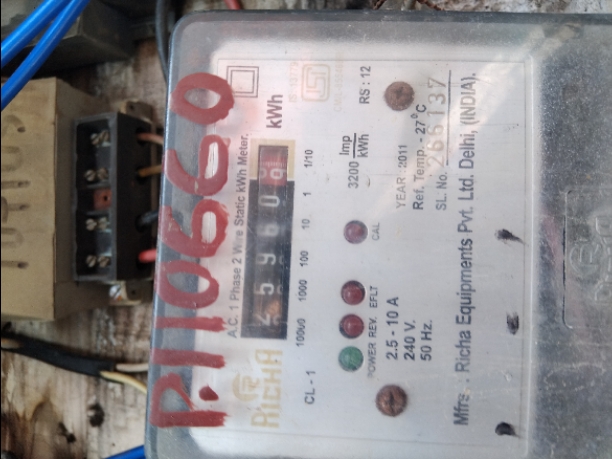 P.110620
A.C. 1 Phase 2 Wire Static kWh Meter.
kWh
10000 1000 100 10 1 1/10
RICHA
CL - 1
RS : 12
3200 Imp
kWh
POWER REV. EFLT CAL
2.5 - 10 A
240 V.
50 Hz.
YEAR : 2011
Ref. Temp. - 27°C
SL. No. 266137
Mfrs. : Richa Equipments Pvt. Ltd. Delhi, (INDIA).